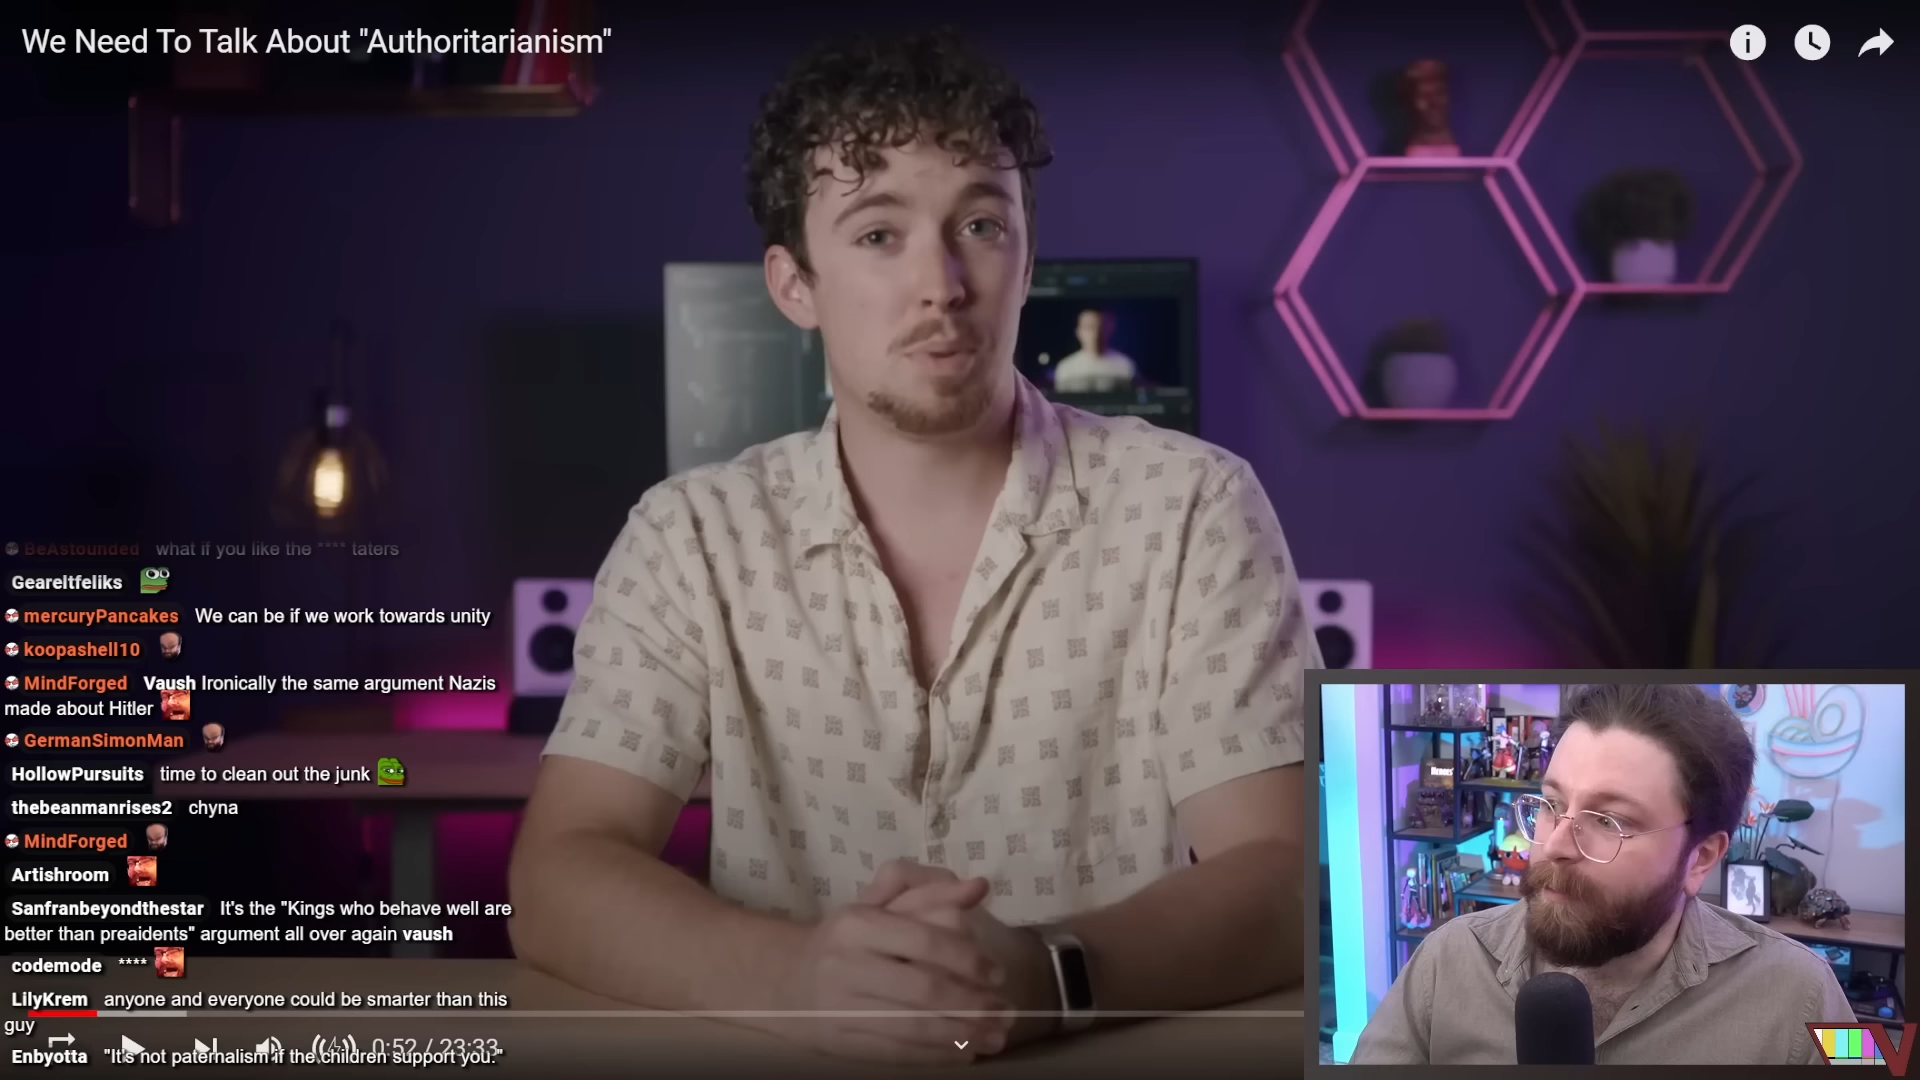 We Need To Talk About "Authoritarianism"
BeAstounded what if you like the **** taters
Geareltfeliks
mercuryPancakes We can be if we work towards unity
koopashell10
MindForged Vaush Ironically the same argument Nazis
made about Hitler
GermanSimonMan
HollowPursuits time to clean out the junk
thebeanmanrises2 chyna
MindForged
Artishroom
Sanfranbeyondthestar It's the "Kings who behave well are
better than preaidents" argument all over again vaush
codemode ****
LilyKrem anyone and everyone could be smarter than this
guy
0:52 / 23:33
Enbyotta "It's not paternalism if the children support you."
HEROES
V